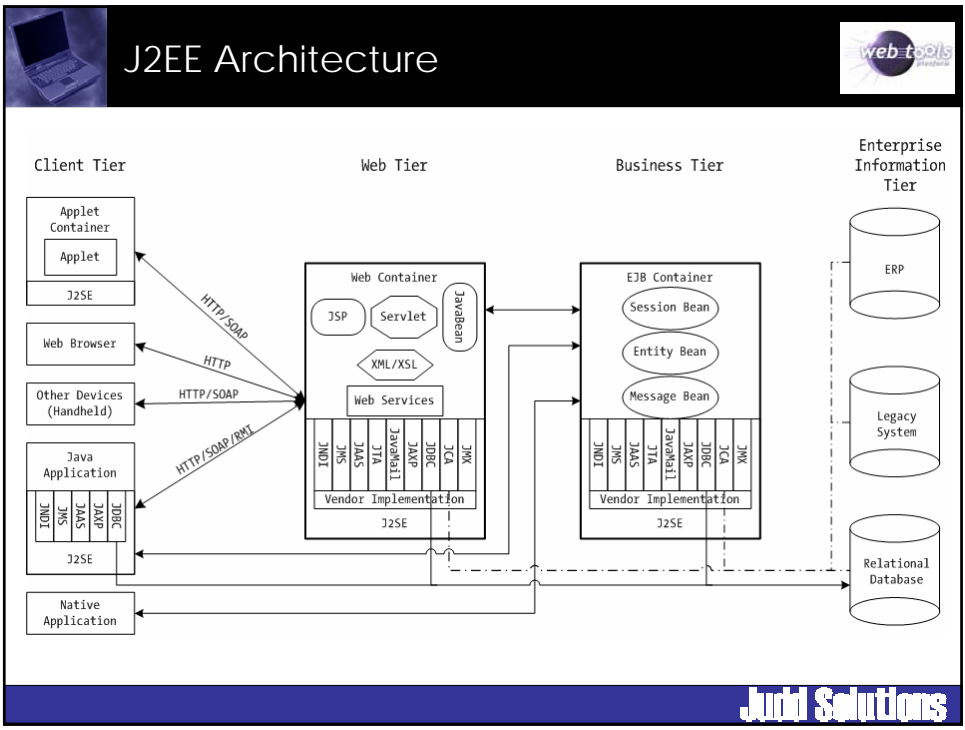 J2EE Architecture
web tools
platform
Client Tier
Web Tier
Business Tier
Enterprise
Information
Tier
Applet
Container
Applet
J2SE
Web Browser
Other Devices
(Handheld)
Java
Application
JNDI
JMS
JAAS
JAXP
JDBC
J2SE
Native
Application
HTTP/SOAP
HTTP
HTTP/SOAP
HTTP/SOAP/RMI
Web Container
JSP
Servlet
JavaBean
XML/XSL
Web Services
JNDI
JMS
JAAS
JTA
JavaMail
JAXP
JDBC
JCA
JMX
Vendor Implementation
J2SE
EJB Container
Session Bean
Entity Bean
Message Bean
JNDI
JMS
JAAS
JTA
JavaMail
JAXP
JDBC
JCA
JMX
Vendor Implementation
J2SE
ERP
Legacy
System
Relational
Database
Judd Solutions